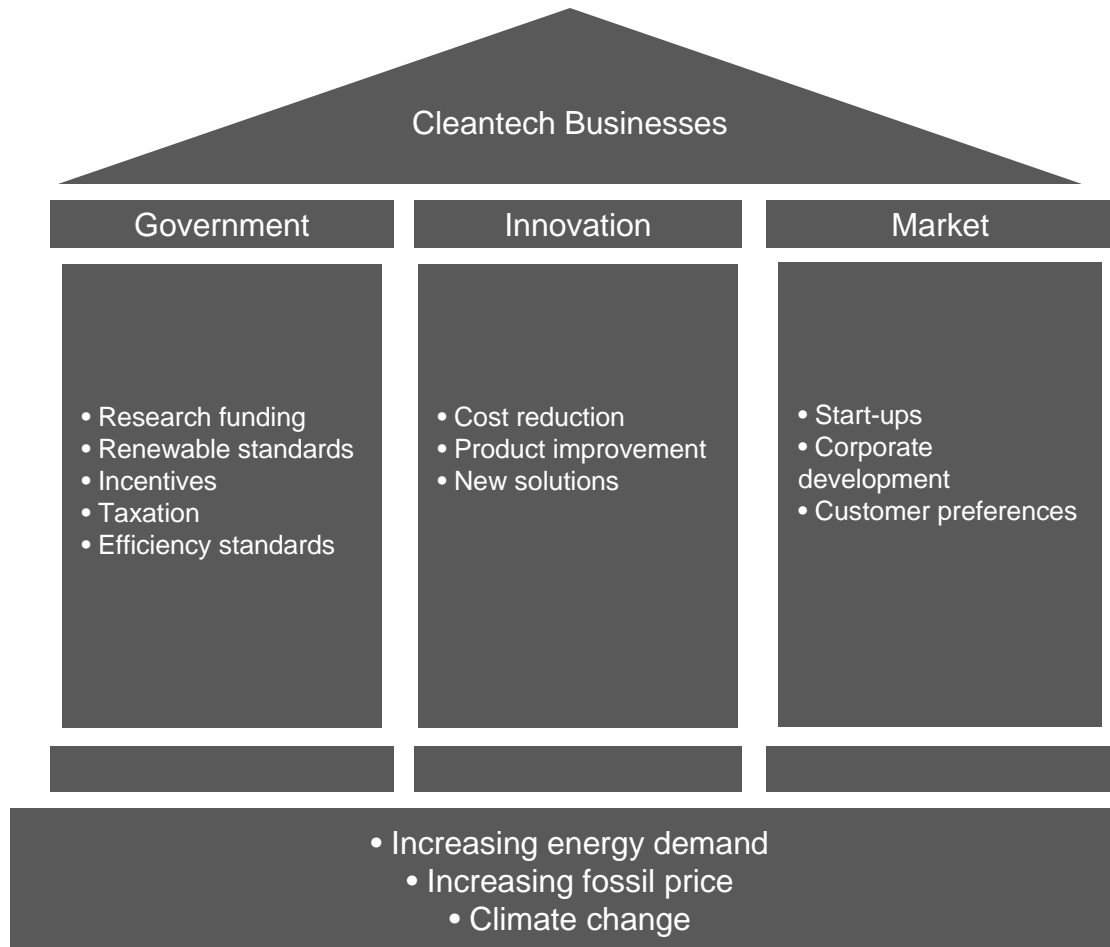 Cleantech Businesses
Government
Innovation
Market
• Research funding
• Renewable standards
• Incentives
• Taxation
• Efficiency standards
• Cost reduction
• Product improvement
• New solutions
• Start-ups
• Corporate
development
• Customer preferences
• Increasing energy demand
• Increasing fossil price
• Climate change